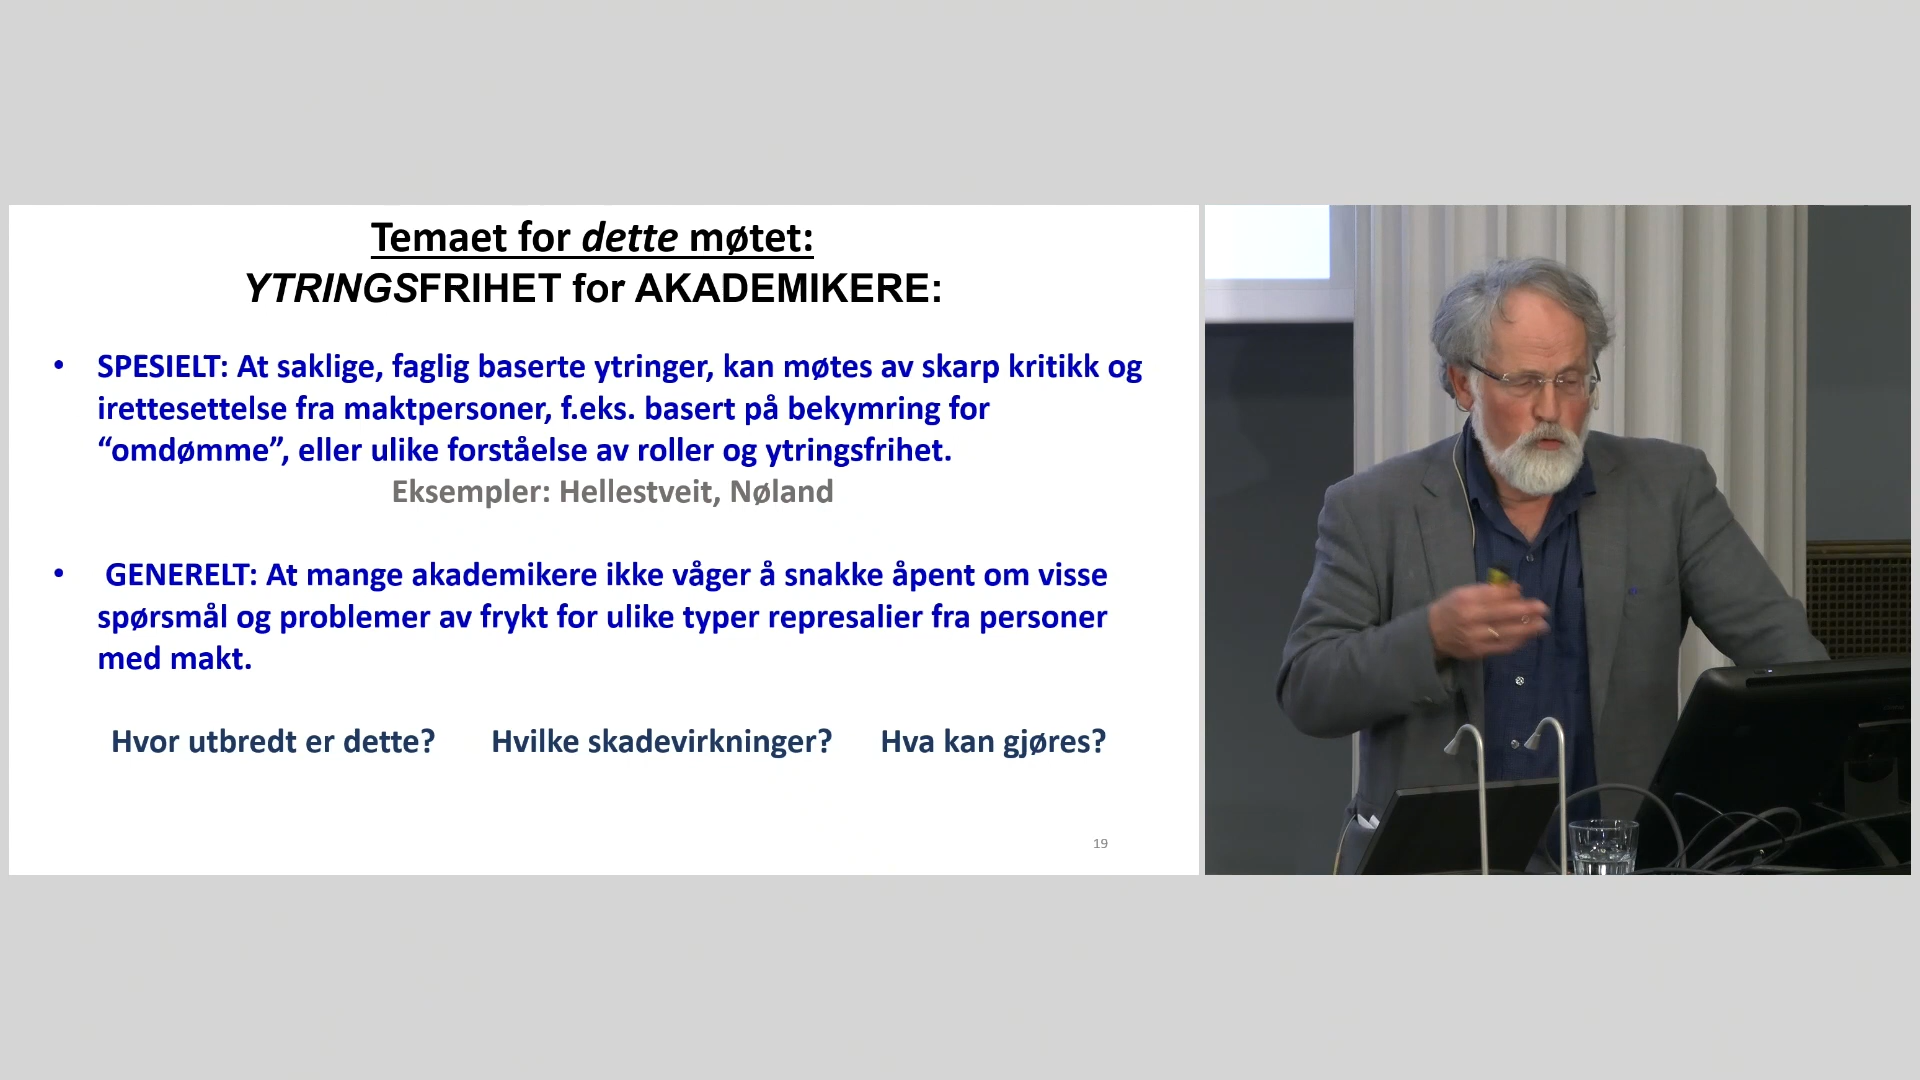 Temaet for dette møtet:
YTRINGSFRIHET for AKADEMIKERE:
• SPESIELT: At saklige, faglig baserte ytringer, kan møtes av skarp kritikk og
irettesettelse fra maktpersoner, f.eks. basert på bekymring for
“omdømme”, eller ulike forståelse av roller og ytringsfrihet.
Eksempler: Hellestveit, Nøland
• GENERELT: At mange akademikere ikke våger å snakke åpent om visse
spørsmål og problemer av frykt for ulike typer represalier fra personer
med makt.
Hvor utbredt er dette? Hvilke skadevirkninger? Hva kan gjøres?
19